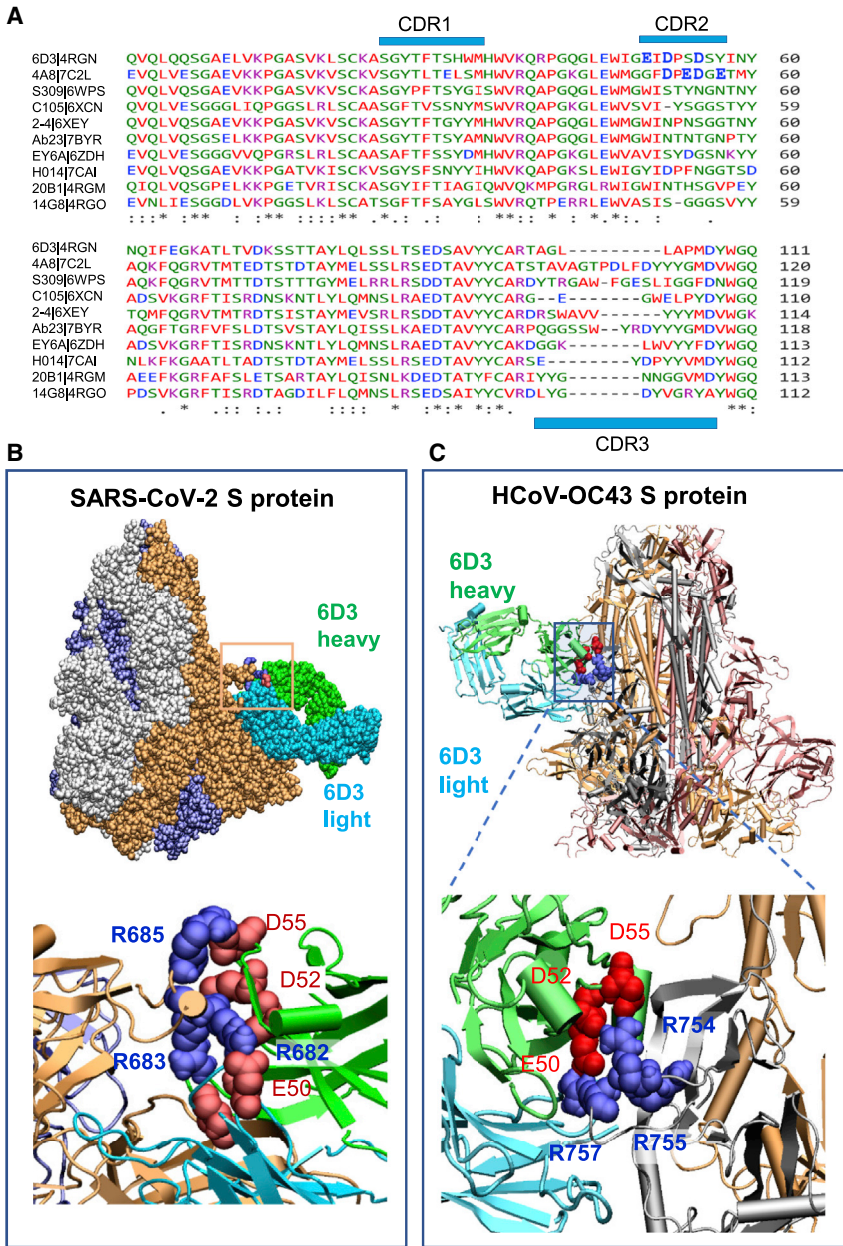 A
CDR1 CDR2
6D3|4RGN QVQLQQSGAELVKPGASVKLSCKASGYTFTSHWMHWVKQRPGQGLEWIGEIDPSDSYINY 60
4A8|7C2L EVQLVESGAEVKKPGASVKVSCKASGYTLTELSMHWVRQAPGKGLEWMGGFDPEDGETMY 60
S309|6WPS QVQLVQSGAEVKKPGASVKVSCKASGYPFTSYGISWVRQAPGQGLEWMGWISTYNGNTNY 60
C105|6XCN QVQLVESGGGLIQPGGSLRLSCAASGFTVSSNYMSWVRQAPGKGLEWVSVI-YSGGSTYY 59
2-4|6XEY QVQLVQSGAEVKKPGASVKVSCKASGYTFTGYYMHWVRQAPGQGLEWMGWINPNSGGTNY 60
Ab23|7BYR QVQLVQSGSELKKPGASVKVSCKASGYTFTSYAMNWVRQAPGQGLEWMGWINTNTGNPTY 60
EY6A|6ZDH EVQLVESGGGVVQPGRSLRLSCAASAFTFSSYDMHWVRQAPGKGLEWVAVISYDGSNKYY 60
H014|7CAI EVQLVQSGAEVKKPGATVKISCKVSGYSFSNYYIHWVKQAPGKSLEWIGYIDPFNGGTSD 60
20B1|4RGM QIQLVQSGPELKKPGETVRISCKASGYIFTIAGIQWVQKMPGRGLRWIGWINTHSGVPEY 60
14G8|4RGO EVNLIESGGDLVKPGGSLKLSCATSGFTFSAYGLSWVRQTPERRLEWVASIS-GGGSVYY 59
6D3|4RGN NQIFEGKATLTVDKSSTTAYLQLSSLTSEDSAVYYCARTAGL--------LAPMDYWGQ 111
4A8|7C2L AQKFQGRVTMTEDTSTDTAYMELSSLRSEDTAVYYCATSTAVAGTPDLFDYYYGMDVWGQ 120
S309|6WPS AQKFQGRVTMTTDTSTTTGYMELRRLRSDDTAVYYCARDYTRGAW-FGESLIGGFDNWGQ 119
C105|6XCN ADSVKGRFTISRDNSKNTLYLQMNSLRAEDTAVYYCARG--E-------GWELPYDYWGQ 110
2-4|6XEY TQMFQGRVTMTRDTSISTAYMEVSRLRSDDTAVYYCARDRSWAVV------YYYMDVWGK 114
Ab23|7BYR AQGFTGRFVFSLDTSVSTAYLQISSLKAEDTAVYYCARPQGGSSW--YRDYYYGMDVWGQ 118
EY6A|6ZDH ADSVKGRFTISRDNSKNTLYLQMNSLRAEDTAVYYCAKDGGK-------LWVYYFDYWGQ 113
H014|7CAI NLKFKGAATLTADTSTDTAYMELSSLRSEDTAVYYCARSE--------YDPYYVMDYWGQ 112
20B1|4RGM AEEFKGRFAFSLETSARTAYLQISNLKDEDTATYFCARIYYG-------NNGGVMDYWGQ 113
14G8|4RGO PDSVKGRFTISRDTAGDILFLQMNSLRSEDSAIYYCVRDLYG-------DYVGRYAYWGQ 112
CDR3
B
SARS-CoV-2 S protein
6D3
heavy
6D3
light
R685
D55
D52
R683
R682
E50
C
HCoV-OC43 S protein
6D3
heavy
6D3
light
D55
D52
R754
E50
R757
R755